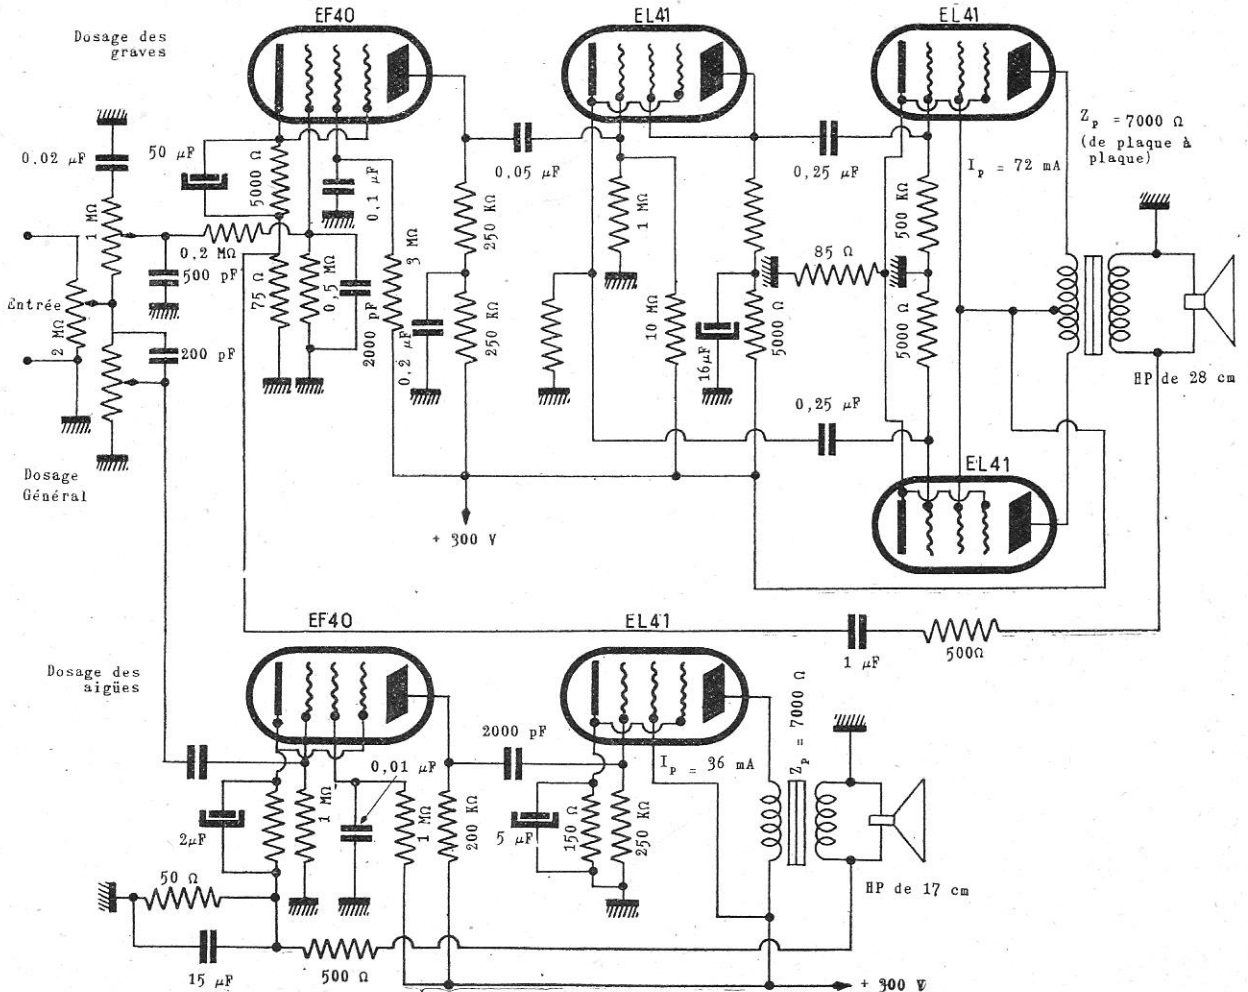 EF40
EL41
EL41
Dosage des
graves
Z_P = 7000 Ω
(de plaque à
plaque)
0.02 µF
50 µF
5000 Ω
0,1 µF
0,05 µF
0,25 µF
I_P = 72 mA
1 MΩ
250 KΩ
1 MΩ
500 KΩ
0,2 MΩ
3 MΩ
85 Ω
500 pF
75 Ω
0,5 MΩ
2000 pF
Entrée
2 MΩ
0,2 µF
250 KΩ
10 MΩ
16µF
5000 Ω
5000 Ω
200 pF
HP de 28 cm
0,25 µF
Dosage
Général
EL41
+ 300 V
EF40
EL41
1 µF
500Ω
Dosage des
aigües
2000 pF
I_P = 36 mA
Z_P = 7000 Ω
0,01 µF
2µF
1 MΩ
1 MΩ
200 KΩ
5 µF
150 Ω
250 KΩ
50 Ω
HP de 17 cm
15 µF
500 Ω
+ 300 V